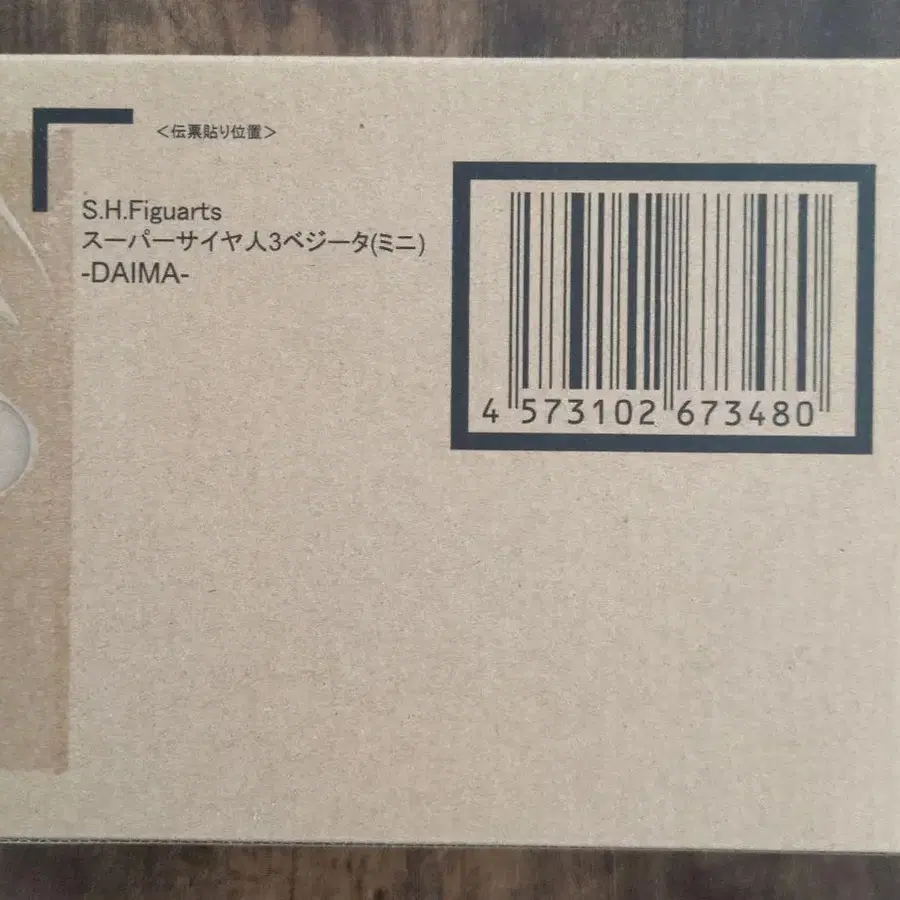 ＜伝票貼り位置＞
S.H.Figuarts
スーパーサイヤ人3ベジータ(ミニ)
-DAIMA-
4 573102 673480